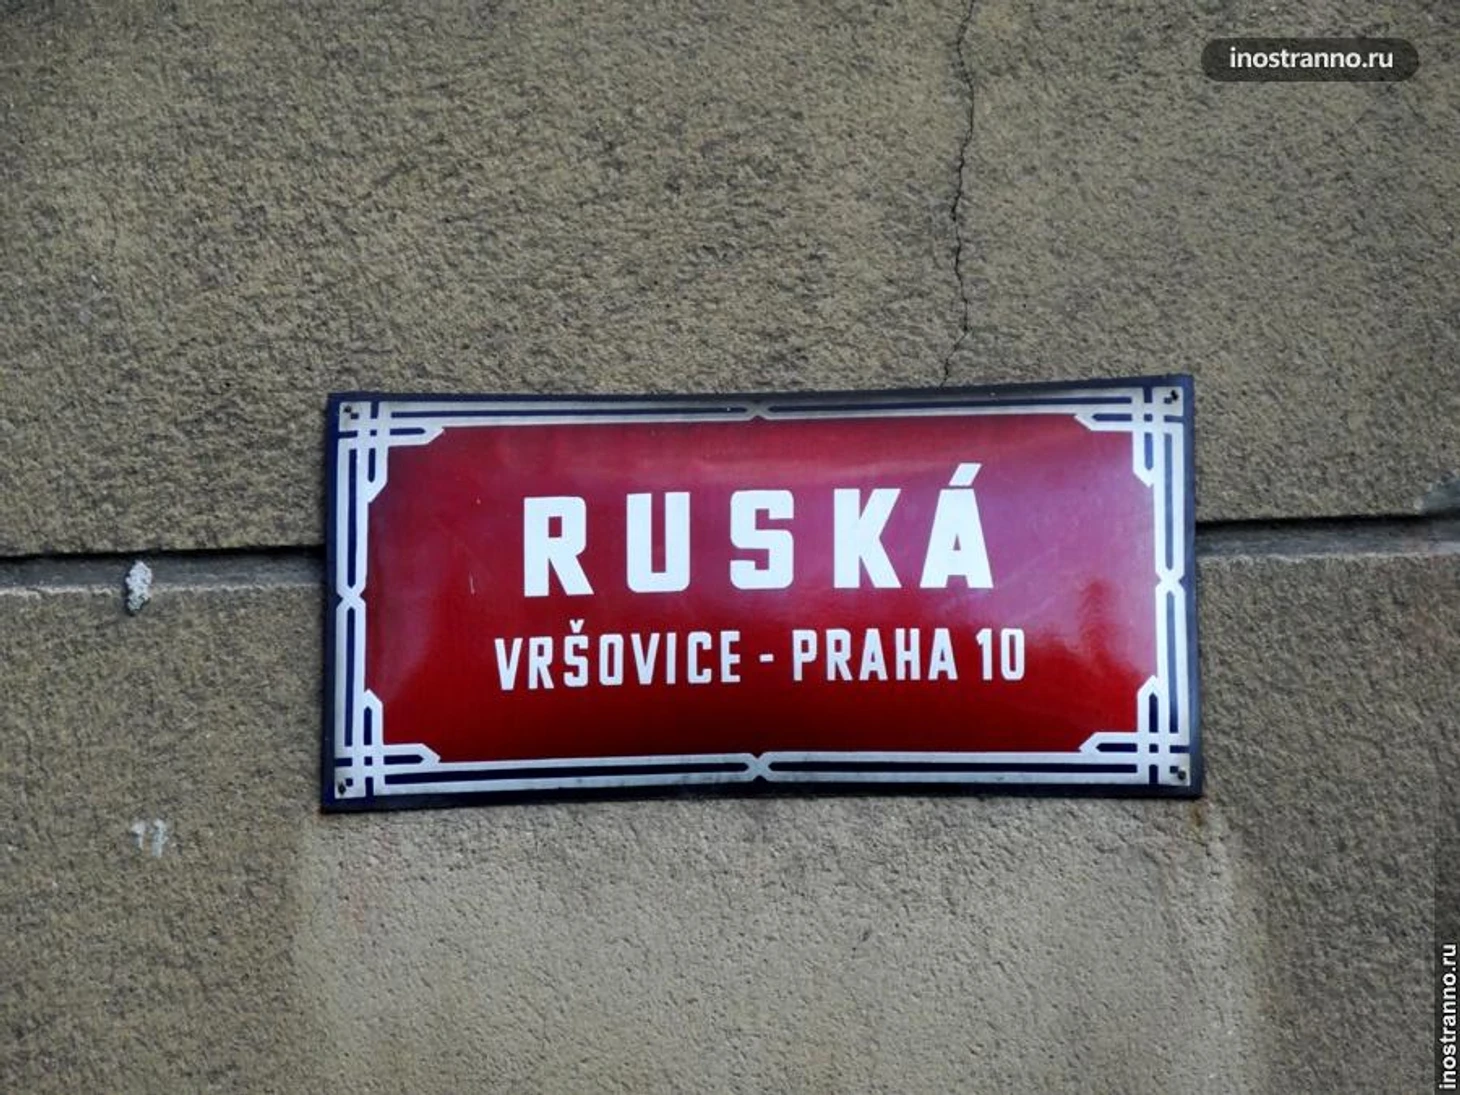 inostranno.ru
RUSKÁ
VRŠOVICE - PRAHA 10
inostranno.ru